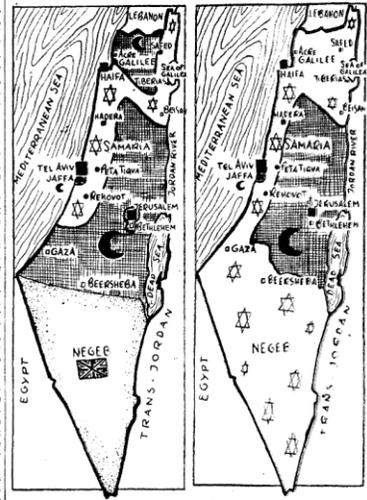 LEBANON
SAFED
ACRE
GALILEE
SEA OF
GALILEE
HAIFA
TIBERIAS
BEISAN
HADERA
MEDITERRANEAN SEA
SAMARIA
JORDAN RIVER
TEL AVIV
JAFFA
PETA TIQVA
REHOVOT
JERUSALEM
BETHLEHEM
GAZA
DEAD SEA
BEERSHEBA
NEGEB
EGYPT
TRANS-JORDAN
LEBANON
SAFED
ACRE
GALILEE
SEA OF
GALILEE
HAIFA
TIBERIAS
BEISAN
HADERA
MEDITERRANEAN SEA
SAMARIA
JORDAN RIVER
TEL AVIV
JAFFA
PETA TIQVA
REHOVOT
JERUSALEM
BETHLEHEM
GAZA
DEAD SEA
BEERSHEBA
NEGEB
EGYPT
TRANS-JORDAN